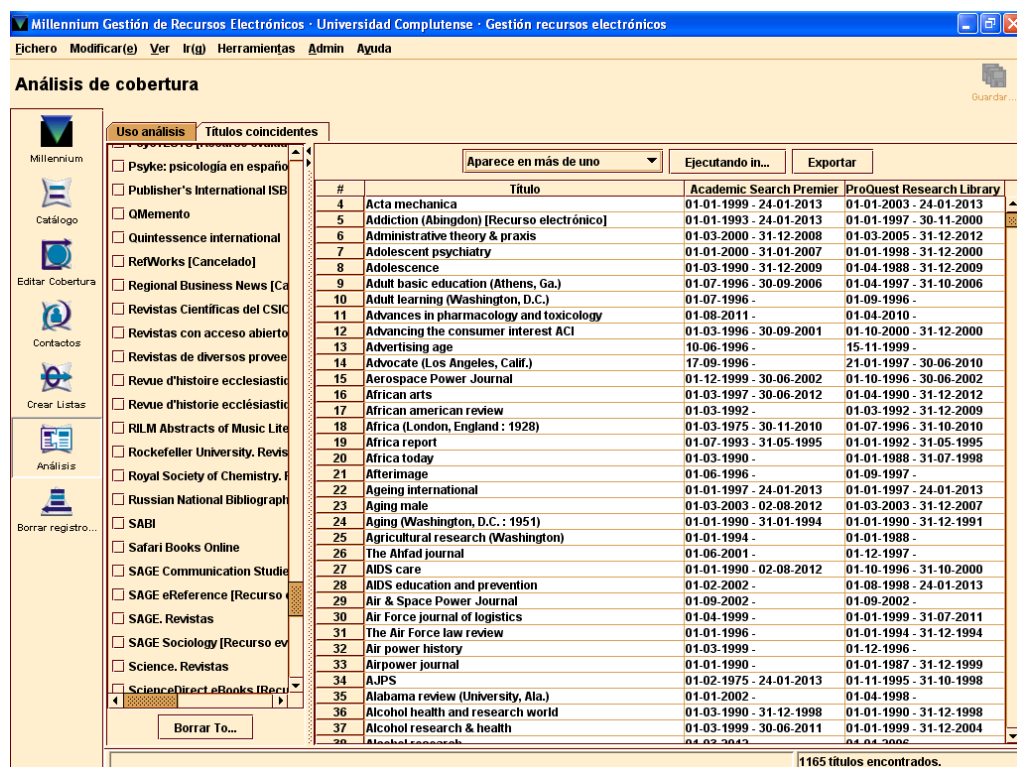 Millennium Gestión de Recursos Electrónicos · Universidad Complutense · Gestión recursos electrónicos
Fichero Modificar(e) Ver Ir(g) Herramientas Admin Ayuda
Análisis de cobertura
Guardar...
Millennium
Catálogo
Editar Cobertura
Contactos
Crear Listas
Análisis
Borrar registro...
Uso análisis Títulos coincidentes
Psyke: psicología en españo
Publisher's International ISB
QMemento
Quintessence international
RefWorks [Cancelado]
Regional Business News [Ca
Revistas Científicas del CSIC
Revistas con acceso abierto
Revistas de diversos provee
Revue d'histoire ecclesiastic
Revue d'historie ecclésiastic
RILM Abstracts of Music Lite
Rockefeller University. Revis
Royal Society of Chemistry. R
Russian National Bibliograph
SABI
Safari Books Online
SAGE Communication Studie
SAGE eReference [Recurso e
SAGE. Revistas
SAGE Sociology [Recurso ev
Science. Revistas
ScienceDirect eBooks [Recu
Borrar To...
Aparece en más de uno Ejecutando in... Exportar
# Título Academic Search Premier ProQuest Research Library
4 Acta mechanica 01-01-1999 - 24-01-2013 01-01-2003 - 24-01-2013
5 Addiction (Abingdon) [Recurso electrónico] 01-01-1993 - 24-01-2013 01-01-1997 - 30-11-2000
6 Administrative theory & praxis 01-03-2000 - 31-12-2008 01-03-2005 - 31-12-2012
7 Adolescent psychiatry 01-01-2000 - 31-01-2007 01-01-1998 - 31-12-2000
8 Adolescence 01-03-1990 - 31-12-2009 01-04-1988 - 31-12-2009
9 Adult basic education (Athens, Ga.) 01-07-1996 - 30-09-2006 01-04-1997 - 31-10-2006
10 Adult learning (Washington, D.C.) 01-07-1996 - 01-09-1996 -
11 Advances in pharmacology and toxicology 01-08-2011 - 01-04-2010 -
12 Advancing the consumer interest ACI 01-03-1996 - 30-09-2001 01-10-2000 - 31-12-2000
13 Advertising age 10-06-1996 - 15-11-1999 -
14 Advocate (Los Angeles, Calif.) 17-09-1996 - 21-01-1997 - 30-06-2010
15 Aerospace Power Journal 01-12-1999 - 30-06-2002 01-10-1996 - 30-06-2002
16 African arts 01-03-1997 - 30-06-2012 01-04-1990 - 31-12-2012
17 African american review 01-03-1992 - 01-03-1992 - 31-12-2009
18 Africa (London, England : 1928) 01-03-1975 - 30-11-2010 01-07-1996 - 31-10-2010
19 Africa report 01-07-1993 - 31-05-1995 01-01-1992 - 31-05-1995
20 Africa today 01-03-1990 - 01-01-1988 - 31-07-1998
21 Afterimage 01-06-1996 - 01-09-1997 -
22 Ageing international 01-01-1997 - 24-01-2013 01-01-1997 - 24-01-2013
23 Aging male 01-03-2003 - 02-08-2012 01-03-2003 - 31-12-2007
24 Aging (Washington, D.C. : 1951) 01-01-1990 - 31-01-1994 01-01-1990 - 31-12-1991
25 Agricultural research (Washington) 01-01-1994 - 01-01-1988 -
26 The Ahfad journal 01-06-2001 - 01-12-1997 -
27 AIDS care 01-01-1990 - 02-08-2012 01-10-1996 - 31-10-2000
28 AIDS education and prevention 01-02-2002 - 01-08-1998 - 24-01-2013
29 Air & Space Power Journal 01-09-2002 - 01-09-2002 -
30 Air Force journal of logistics 01-04-1999 - 01-01-1999 - 31-07-2011
31 The Air Force law review 01-01-1996 - 01-01-1994 - 31-12-1994
32 Air power history 01-03-1999 - 01-12-1996 -
33 Airpower journal 01-01-1990 - 01-01-1987 - 31-12-1999
34 AJPS 01-02-1975 - 24-01-2013 01-11-1995 - 31-10-1998
35 Alabama review (University, Ala.) 01-01-2002 - 01-04-1998 -
36 Alcohol health and research world 01-03-1990 - 31-12-1998 01-01-1990 - 31-12-1998
37 Alcohol research & health 01-03-1999 - 30-06-2011 01-01-1999 - 31-12-2004
1165 títulos encontrados.